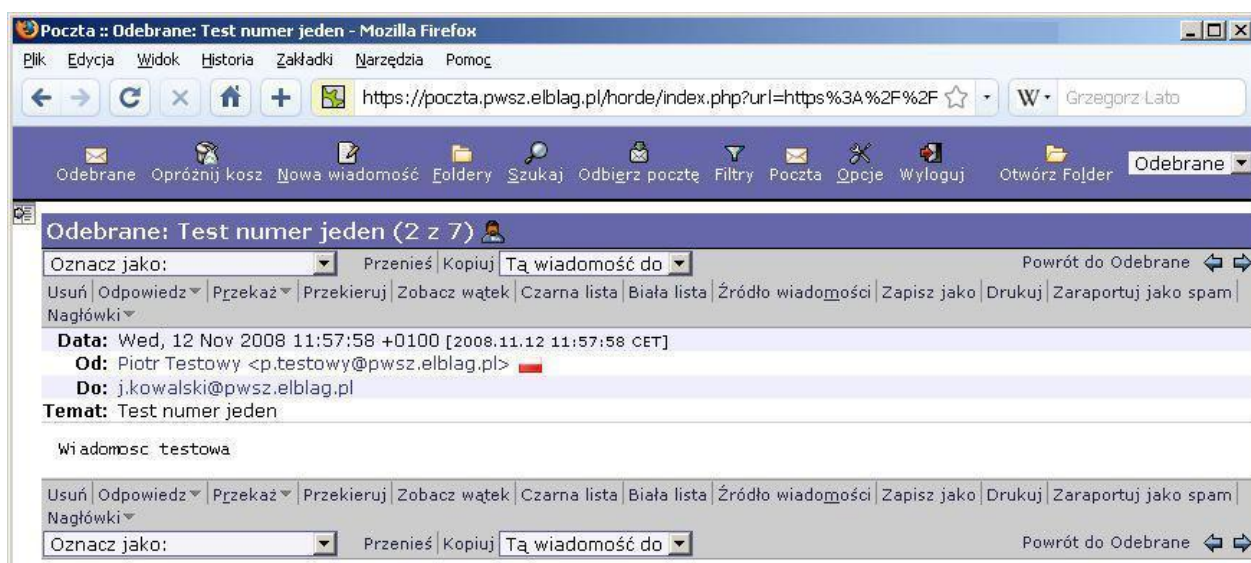 Poczta :: Odebrane: Test numer jeden - Mozilla Firefox
Plik Edycja Widok Historia Zakładki Narzędzia Pomoc
https://poczta.pwsz.elblag.pl/horde/index.php?url=https%3A%2F%2F W Grzegorz Lato
Odebrane Opróżnij kosz Nowa wiadomość Foldery Szukaj Odbierz pocztę Filtry Poczta Opcje Wyloguj Otwórz Folder Odebrane
Odebrane: Test numer jeden (2 z 7)
Oznacz jako: Przenieś | Kopiuj Tą wiadomość do Powrót do Odebrane
Usuń | Odpowiedz | Przekaż | Przekieruj | Zobacz wątek | Czarna lista | Biała lista | Źródło wiadomości | Zapisz jako | Drukuj | Zaraportuj jako spam |
Nagłówki
Data: Wed, 12 Nov 2008 11:57:58 +0100 [2008.11.12 11:57:58 CET]
Od: Piotr Testowy <p.testowy@pwsz.elblag.pl>
Do: j.kowalski@pwsz.elblag.pl
Temat: Test numer jeden
Wiadomosc testowa
Usuń | Odpowiedz | Przekaż | Przekieruj | Zobacz wątek | Czarna lista | Biała lista | Źródło wiadomości | Zapisz jako | Drukuj | Zaraportuj jako spam |
Nagłówki
Oznacz jako: Przenieś | Kopiuj Tą wiadomość do Powrót do Odebrane